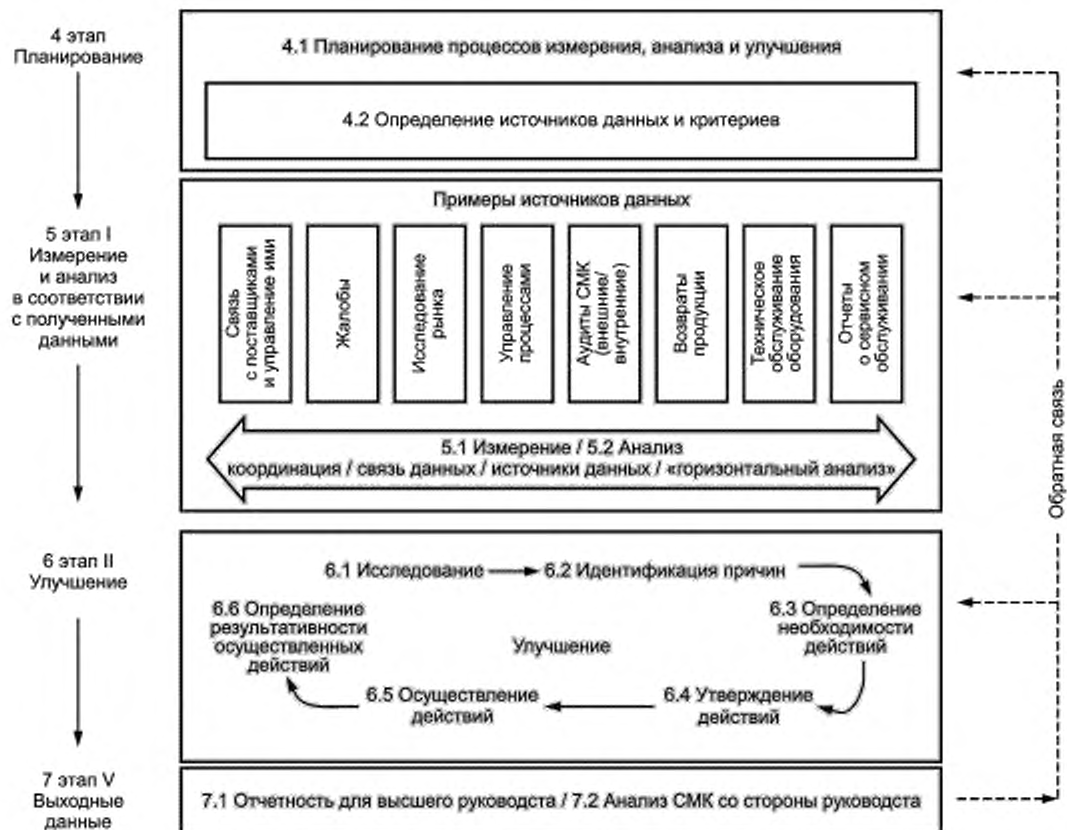 4 этап
Планирование
4.1 Планирование процессов измерения, анализа и улучшения
4.2 Определение источников данных и критериев
5 этап I
Измерение
и анализ
в соответствии
с полученными
данными
Примеры источников данных
Связь
с поставщиками
и управление ими
Жалобы
Исследование
рынка
Управление
процессами
Аудиты СМК
(внешние/
внутренние)
Возвраты
продукции
Техническое
обслуживание
оборудования
Отчеты
о сервисном
обслуживании
5.1 Измерение / 5.2 Анализ
координация / связь данных / источники данных / «горизонтальный анализ»
Обратная связь
6 этап II
Улучшение
6.1 Исследование
6.2 Идентификация причин
6.3 Определение
необходимости
действий
6.4 Утверждение
действий
6.5 Осуществление
действий
6.6 Определение
результативности
осуществленных
действий
Улучшение
7 этап V
Выходные
данные
7.1 Отчетность для высшего руководста / 7.2 Анализ СМК со стороны руководста